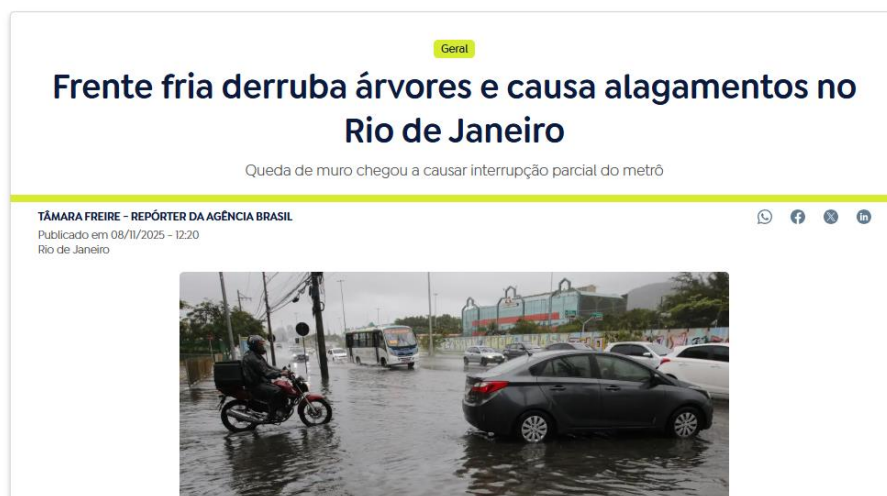 Geral
Frente fria derruba árvores e causa alagamentos no
Rio de Janeiro
Queda de muro chegou a causar interrupção parcial do metrô
TÂMARA FREIRE - REPÓRTER DA AGÊNCIA BRASIL
Publicado em 08/11/2025 - 12:20
Rio de Janeiro